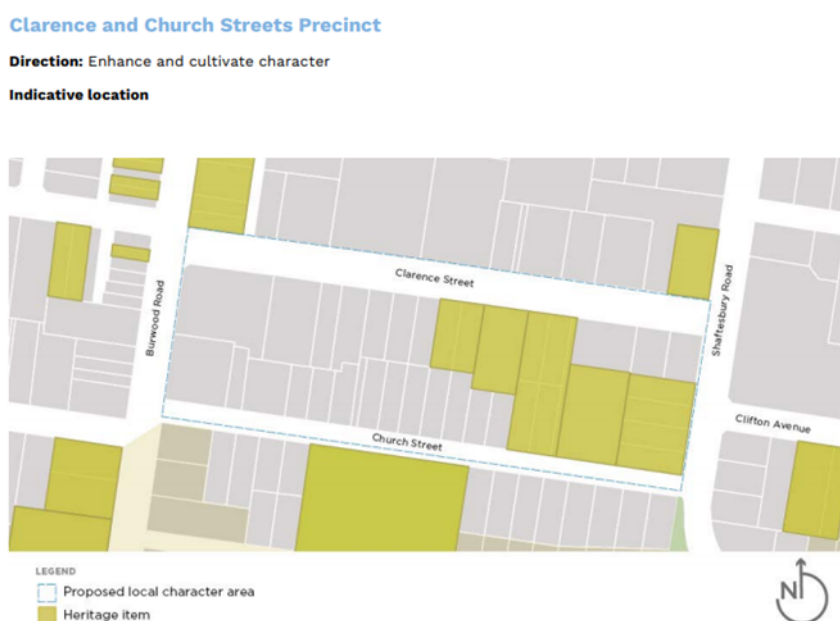 Clarence and Church Streets Precinct
Direction: Enhance and cultivate character
Indicative location
Clarence Street
Burwood Road
Shaftesbury Road
Clifton Avenue
Church Street
LEGEND
Proposed local character area
Heritage item
N